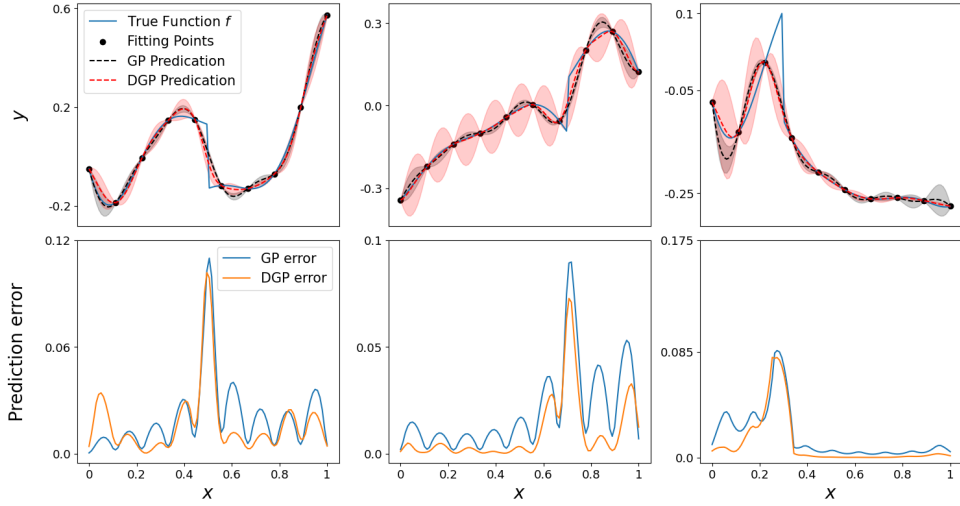 0.6
0.2
-0.2
y
True Function f
Fitting Points
GP Predication
DGP Predication
0.3
0.0
-0.3
0.1
-0.05
-0.25
0.12
0.06
0.0
Prediction error
GP error
DGP error
0 0.2 0.4 0.6 0.8 1
x
0.1
0.05
0.0
0 0.2 0.4 0.6 0.8 1
x
0.175
0.085
0.0
0 0.2 0.4 0.6 0.8 1
x